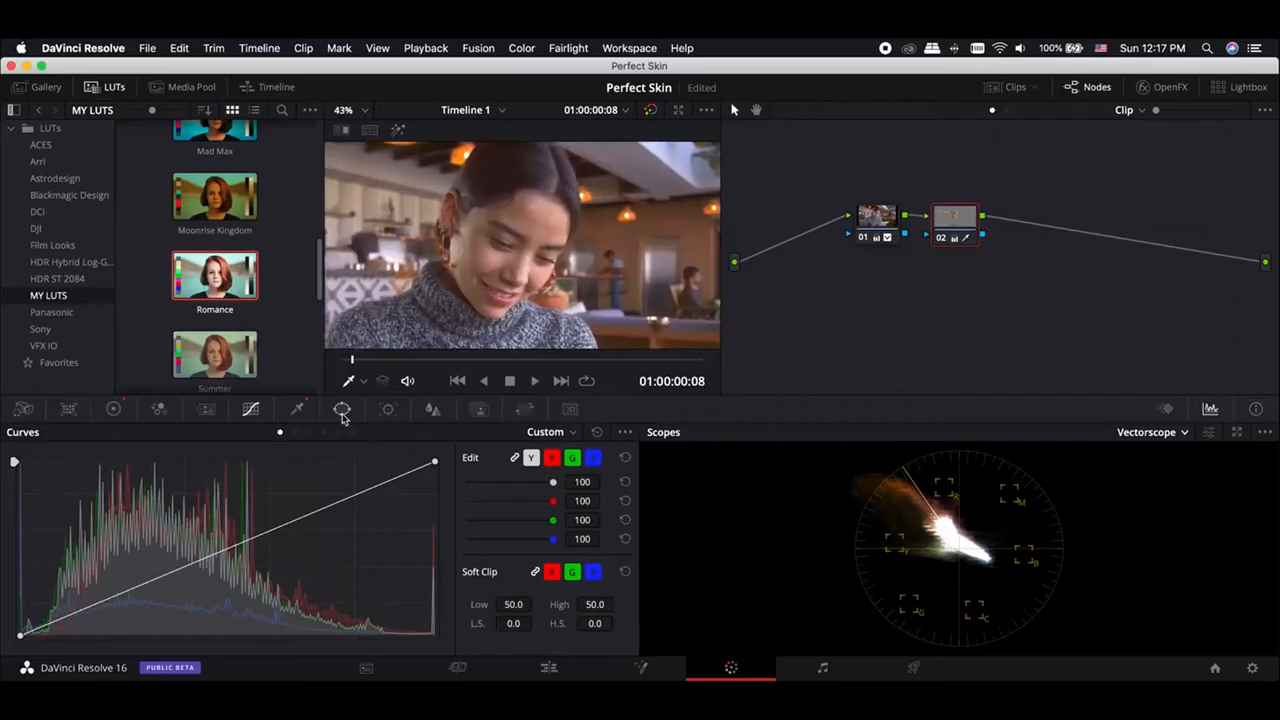 DaVinci Resolve File Edit Trim Timeline Clip Mark View Playback Fusion Color Fairlight Workspace Help 100% Sun 12:17 PM
Perfect Skin
Gallery LUTs Media Pool Timeline Perfect Skin Edited Clips Nodes OpenFX Lightbox
MY LUTS 43% Timeline 1 01:00:00:08 Clip
LUTs
ACES
Arri
Astrodesign
Blackmagic Design
DCI
DJI
Film Looks
HDR Hybrid Log-G...
HDR ST 2084
MY LUTS
Panasonic
Sony
VFX IO
Favorites
Mad Max
Moonrise Kingdom
Romance
Summer
01:00:00:08
01 02
Curves Custom Scopes Vectorscope
Edit Y R G B
100
100
100
100
Soft Clip R G B
Low 50.0 High 50.0
L.S. 0.0 H.S. 0.0
R M B C G Y
DaVinci Resolve 16 PUBLIC BETA